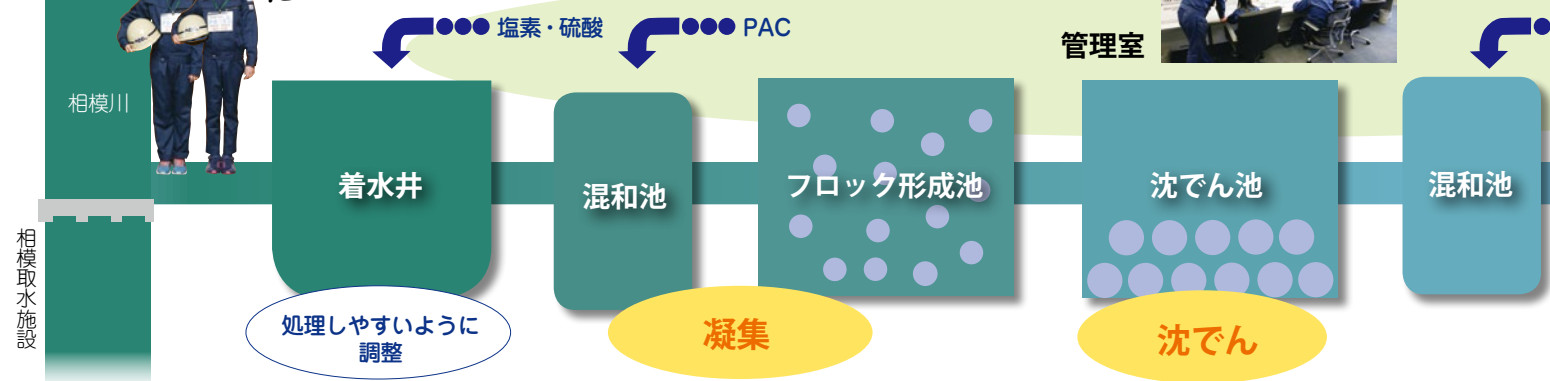 塩素・硫酸
PAC
管理室
相模川
着水井
混和池
フロック形成池
沈でん池
混和池
相模取水施設
処理しやすいように
調整
凝集
沈でん